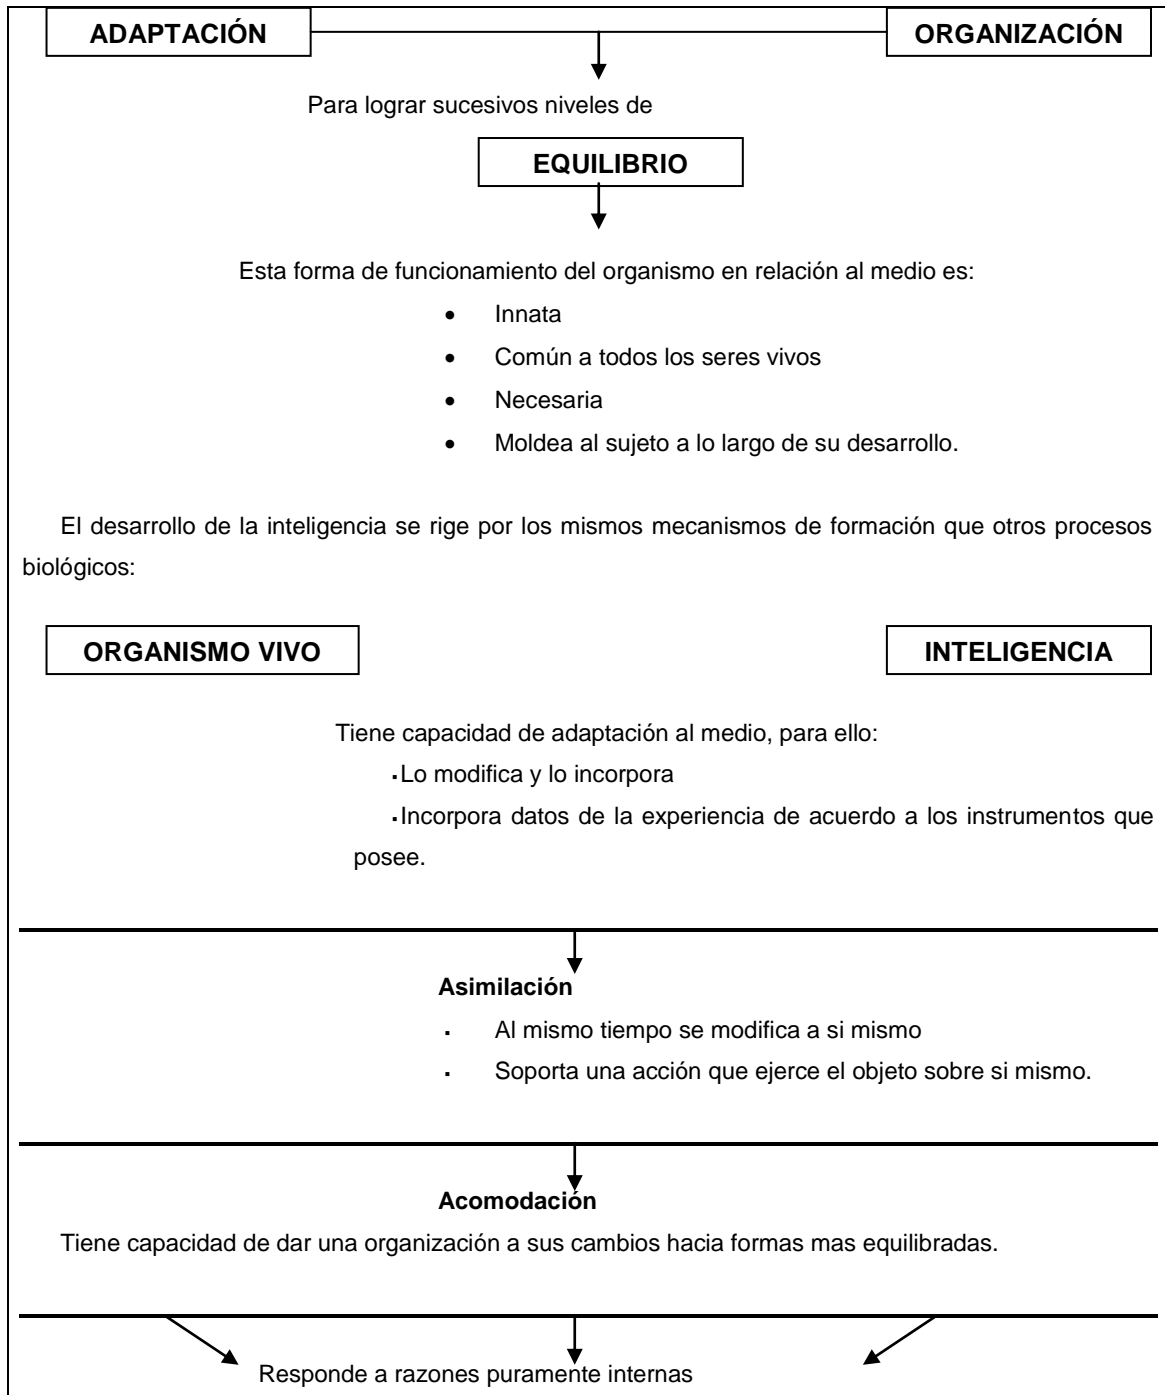 ADAPTACIÓN ORGANIZACIÓN
Para lograr sucesivos niveles de
EQUILIBRIO
Esta forma de funcionamiento del organismo en relación al medio es:
• Innata
• Común a todos los seres vivos
• Necesaria
• Moldea al sujeto a lo largo de su desarrollo.
El desarrollo de la inteligencia se rige por los mismos mecanismos de formación que otros procesos
biológicos:
ORGANISMO VIVO INTELIGENCIA
Tiene capacidad de adaptación al medio, para ello:
▪Lo modifica y lo incorpora
▪Incorpora datos de la experiencia de acuerdo a los instrumentos que
posee.
Asimilación
▪ Al mismo tiempo se modifica a si mismo
▪ Soporta una acción que ejerce el objeto sobre si mismo.
Acomodación
Tiene capacidad de dar una organización a sus cambios hacia formas mas equilibradas.
Responde a razones puramente internas